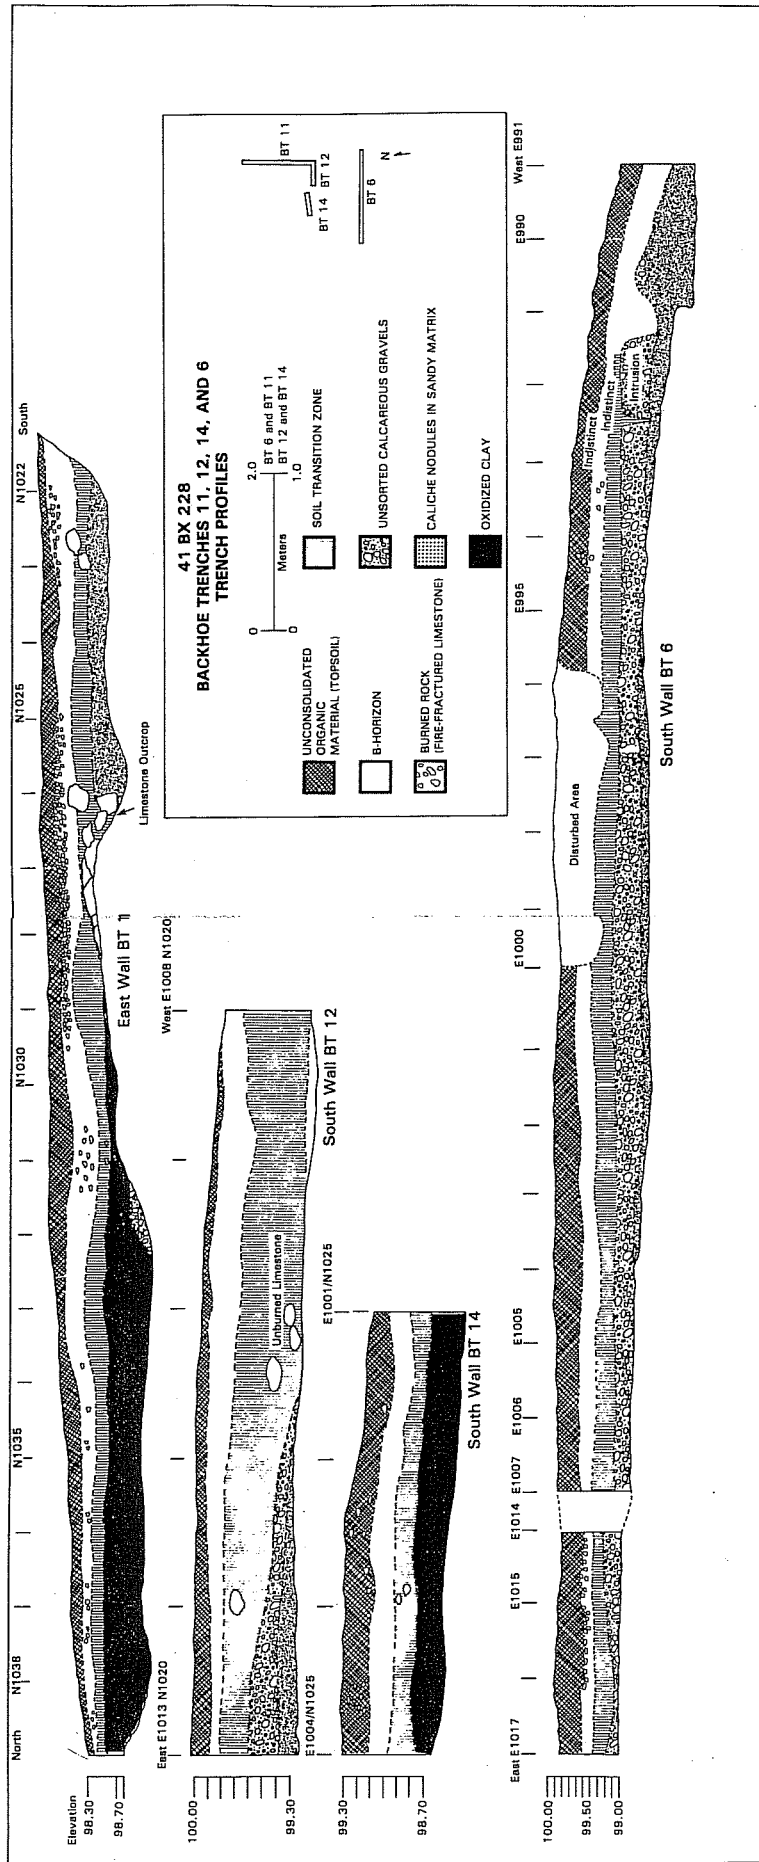 41 BX 228
BACKHOE TRENCHES 11, 12, 14, AND 6
TRENCH PROFILES
0 2.0 BT 6 and BT 11
Meters
0 1.0 BT 12 and BT 14
BT 11
BT 12
BT 14
BT 6
N
UNCONSOLIDATED
ORGANIC
MATERIAL (TOPSOIL)
SOIL TRANSITION ZONE
B-HORIZON
UNSORTED CALCAREOUS GRAVELS
BURNED ROCK
(FIRE-FRACTURED LIMESTONE)
CALICHE NODULES IN SANDY MATRIX
OXIDIZED CLAY
North
N1038
N1035
N1030
N1025
N1022
South
Elevation
98.30
98.70
Limestone Outcrop
East Wall BT 11
East E1013 N1020
West E1008 N1020
100.00
99.30
Unburned Limestone
South Wall BT 12
E1004/N1025
E1001/N1025
99.30
98.70
South Wall BT 14
East E1017
E1015
E1014
E1007
E1006
E1005
E1000
E995
E990
West E991
100.00
99.50
99.00
Disturbed Area
Indistinct
Indistinct
Intrusion
South Wall BT 6